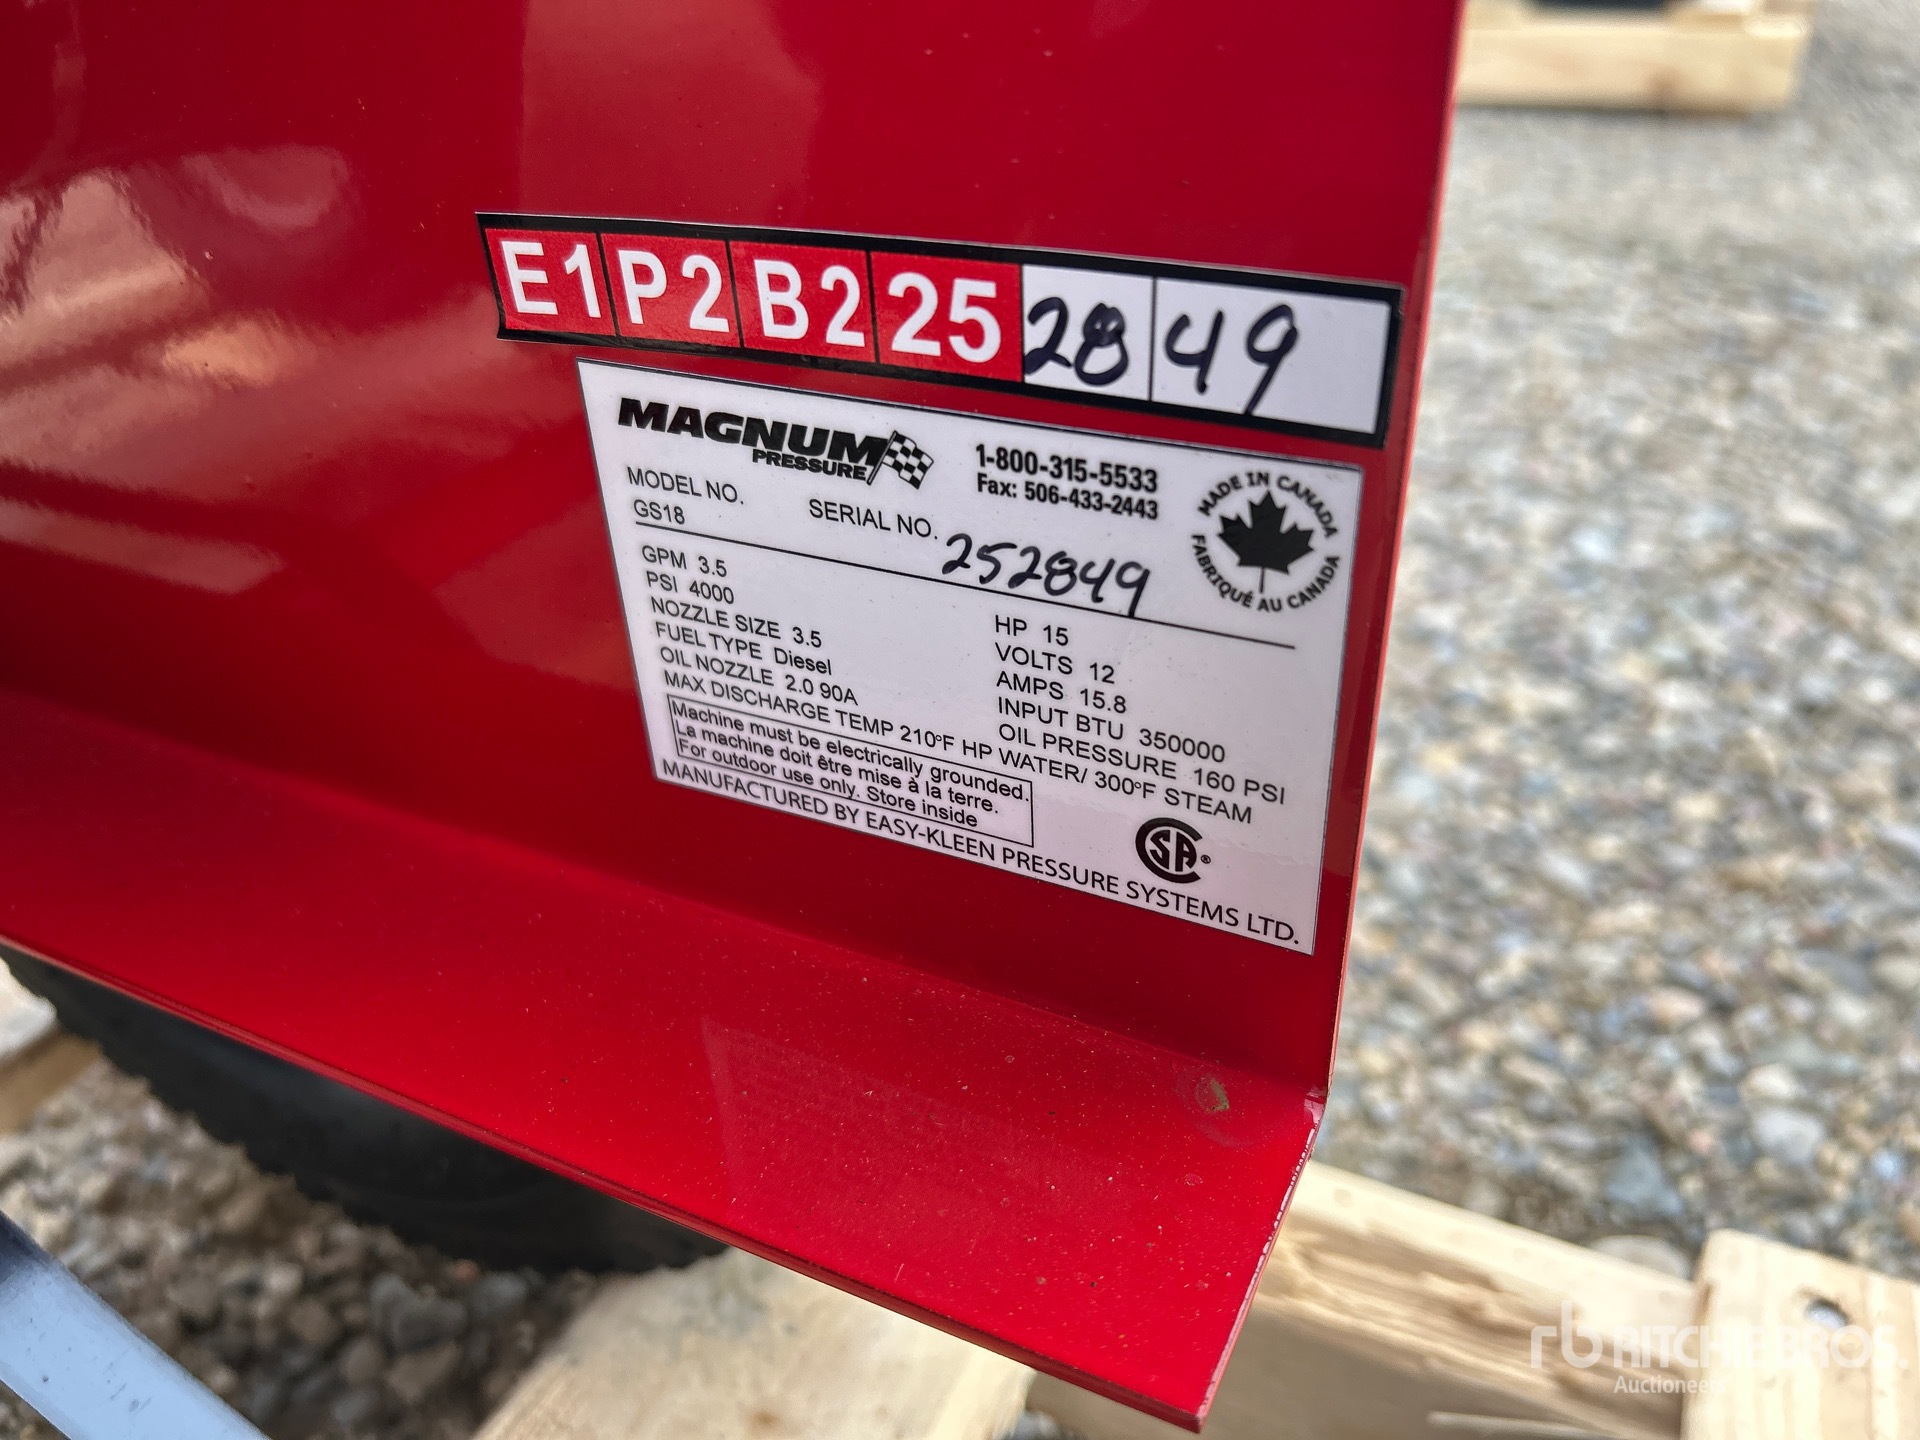 E1P2B2252849
MAGNUM
PRESSURE
1-800-315-5533
Fax: 506-433-2443
MADE IN CANADA
FABRIQUÉ AU CANADA
MODEL NO.
GS18
SERIAL NO. 252849
GPM 3.5
PSI 4000
NOZZLE SIZE 3.5
FUEL TYPE Diesel
OIL NOZZLE 2.0 90A
HP 15
VOLTS 12
AMPS 15.8
INPUT BTU 350000
OIL PRESSURE 160 PSI
MAX DISCHARGE TEMP 210°F HP WATER/ 300°F STEAM
Machine must be electrically grounded.
La machine doit être mise à la terre.
For outdoor use only. Store inside
CSA®
MANUFACTURED BY EASY-KLEEN PRESSURE SYSTEMS LTD.
rb RITCHIE BROS.
Auctioneers